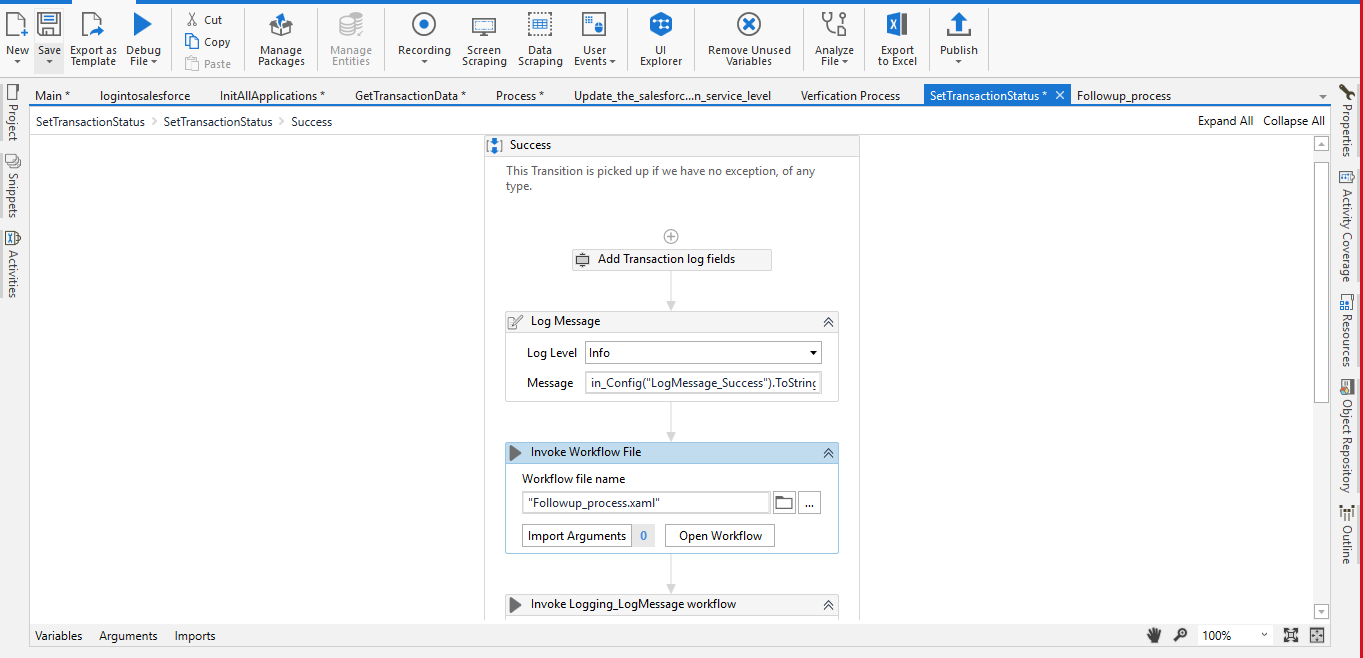 New
Save
Export as
Template
Debug
File
Cut
Copy
Paste
Manage
Packages
Manage
Entities
Recording
Screen
Scraping
Data
Scraping
User
Events
UI
Explorer
Remove Unused
Variables
Analyze
File
Export
to Excel
Publish
Main *
logintosalesforce
InitAllApplications *
GetTransactionData *
Process *
Update_the_salesforc...n_service_level
Verfication Process
SetTransactionStatus *
Followup_process
SetTransactionStatus
SetTransactionStatus
Success
Expand All
Collapse All
Project
Snippets
Activities
Success
This Transition is picked up if we have no exception, of any
type.
Add Transaction log fields
Log Message
Log Level
Info
Message
in_Config("LogMessage_Success").ToString
Invoke Workflow File
Workflow file name
"Followup_process.xaml"
...
Import Arguments
0
Open Workflow
Invoke Logging_LogMessage workflow
Properties
Activity Coverage
Resources
Object Repository
Outline
Variables
Arguments
Imports
100%